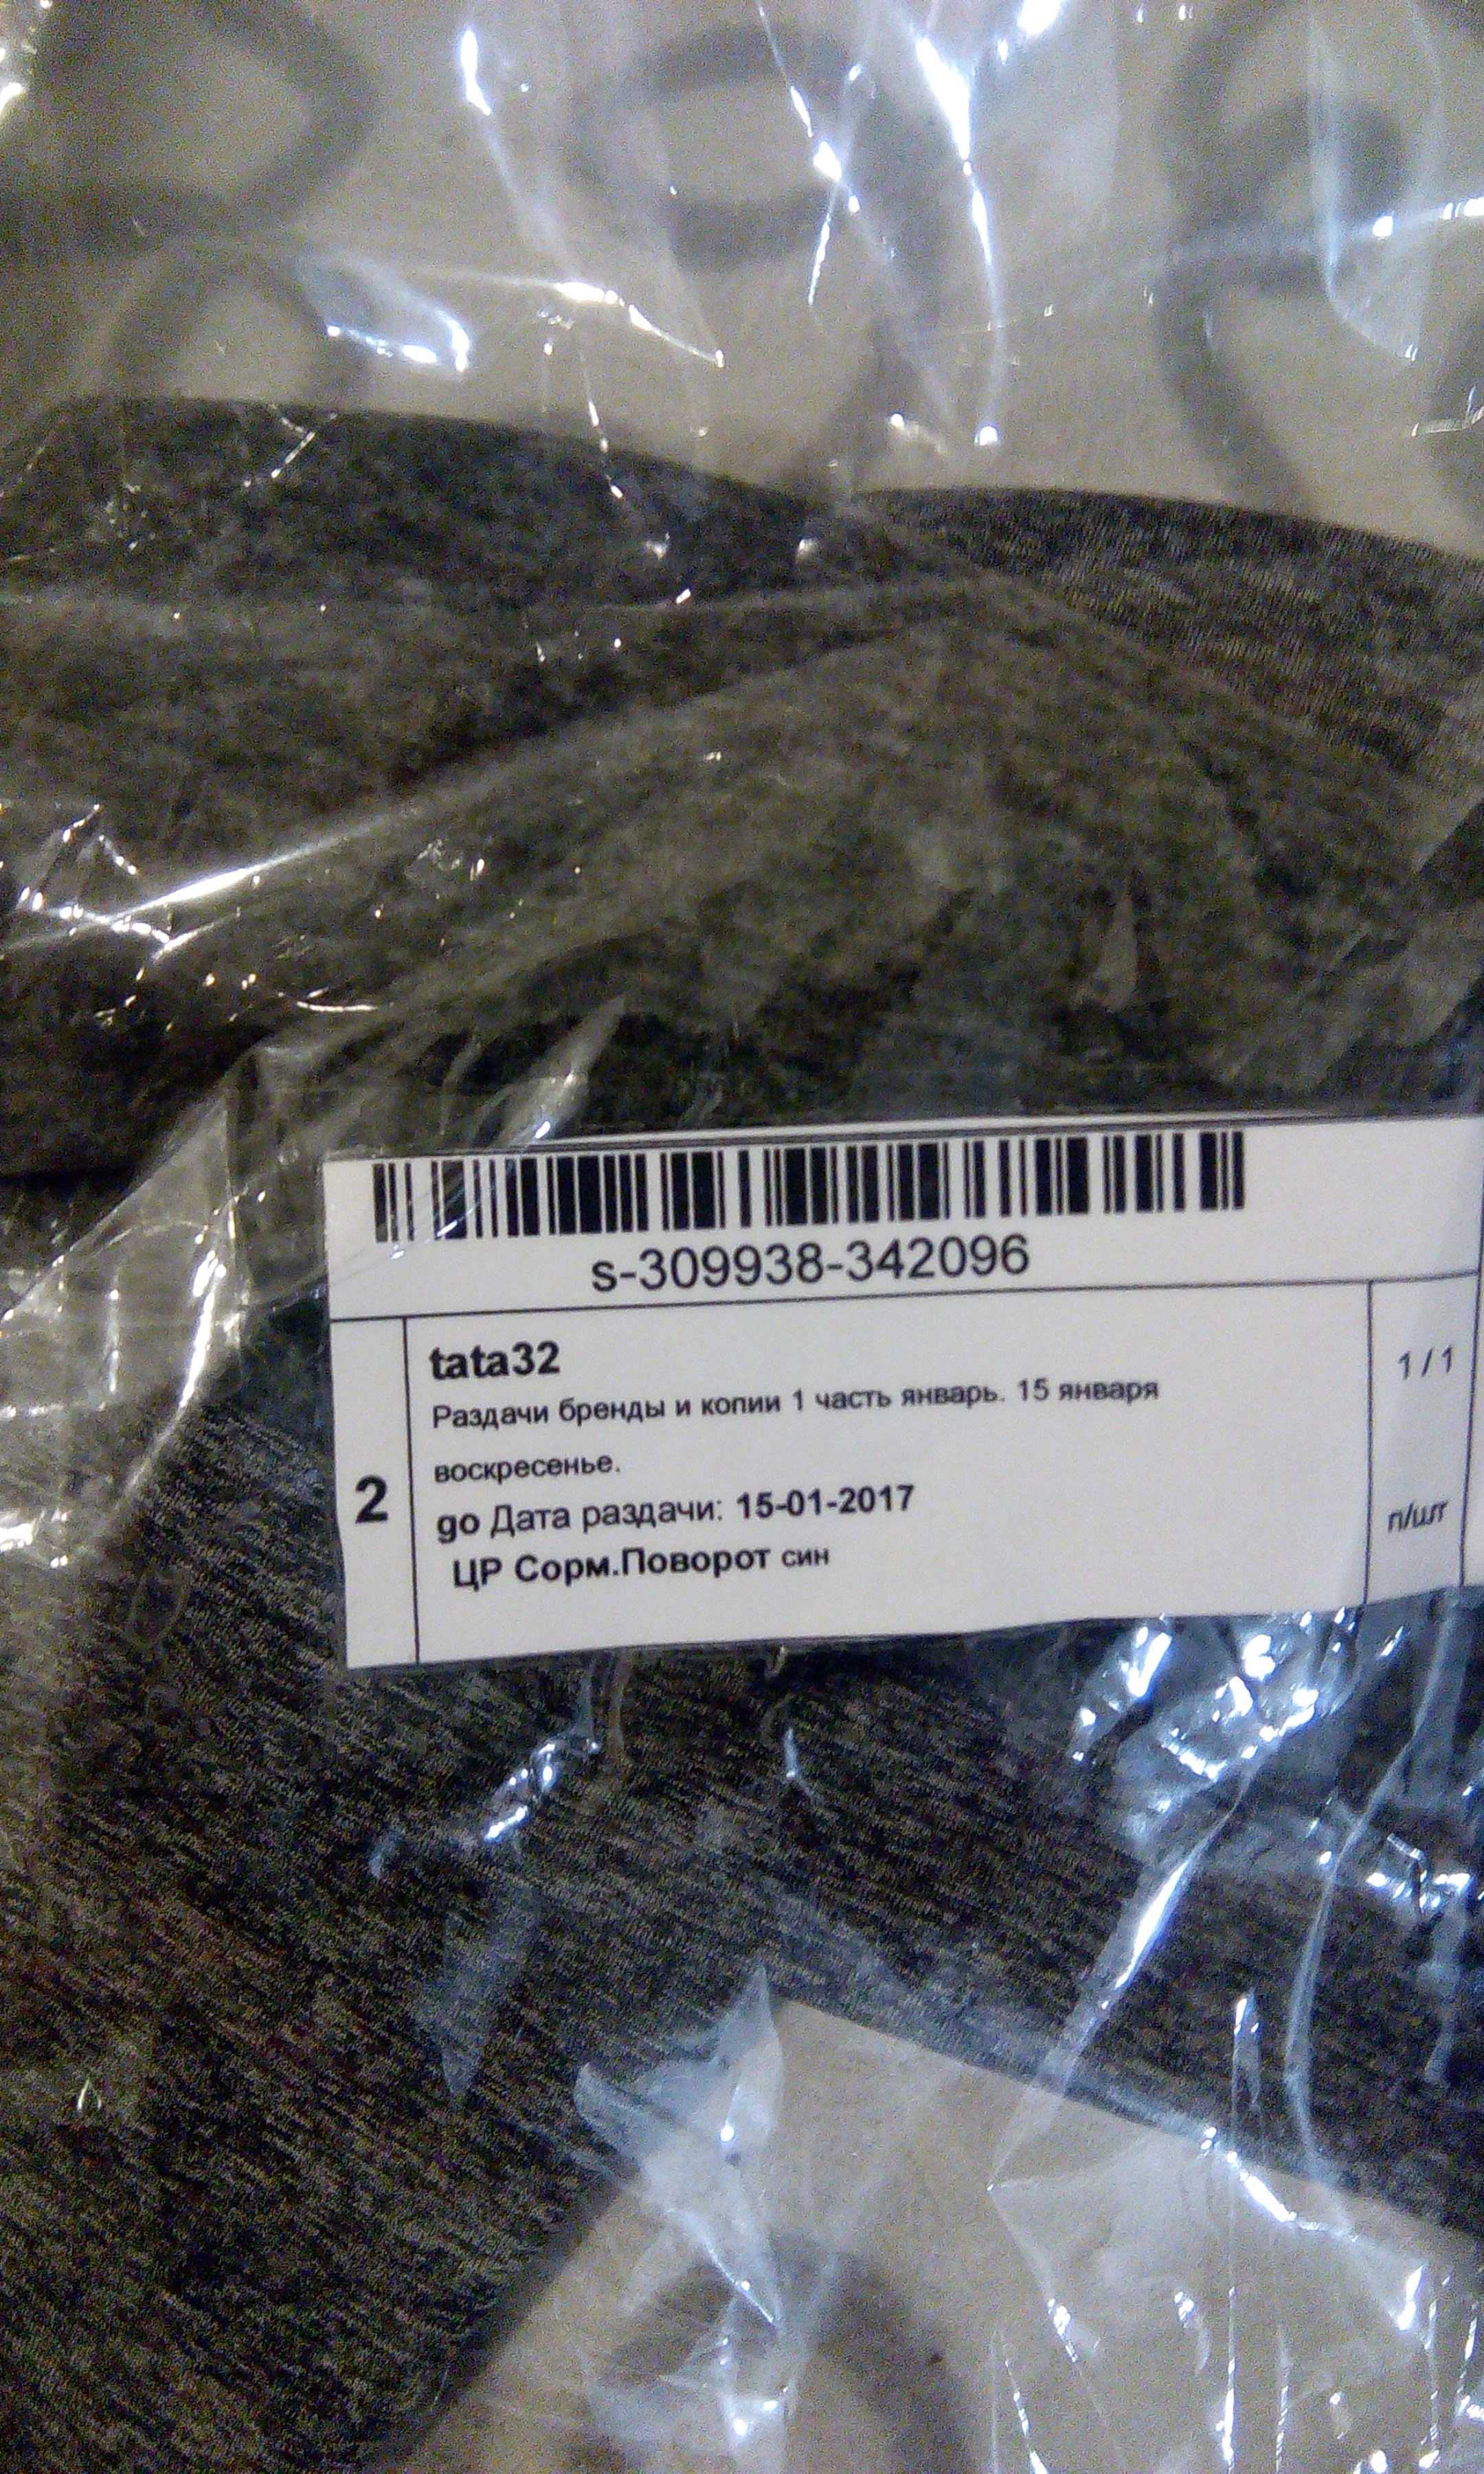 s-309938-342096
2
tata32
Раздачи бренды и копии 1 часть январь. 15 января
воскресенье.
go Дата раздачи: 15-01-2017
ЦР Сорм.Поворот син
1 / 1
п/шт